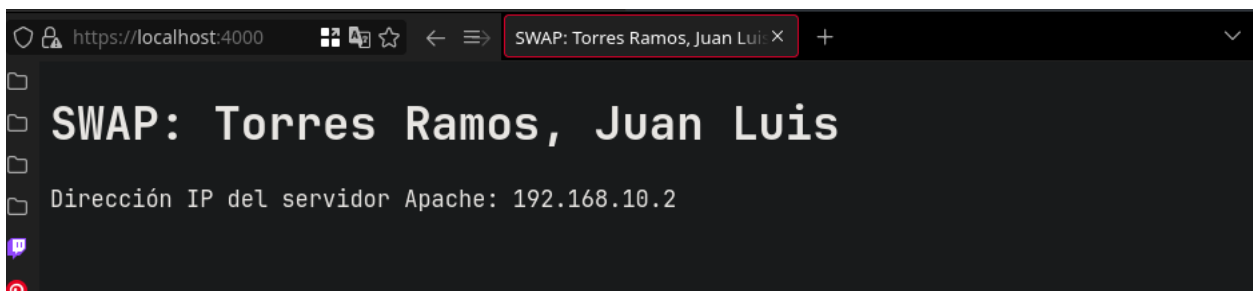 https://localhost:4000
SWAP: Torres Ramos, Juan Luis
SWAP: Torres Ramos, Juan Luis
Dirección IP del servidor Apache: 192.168.10.2